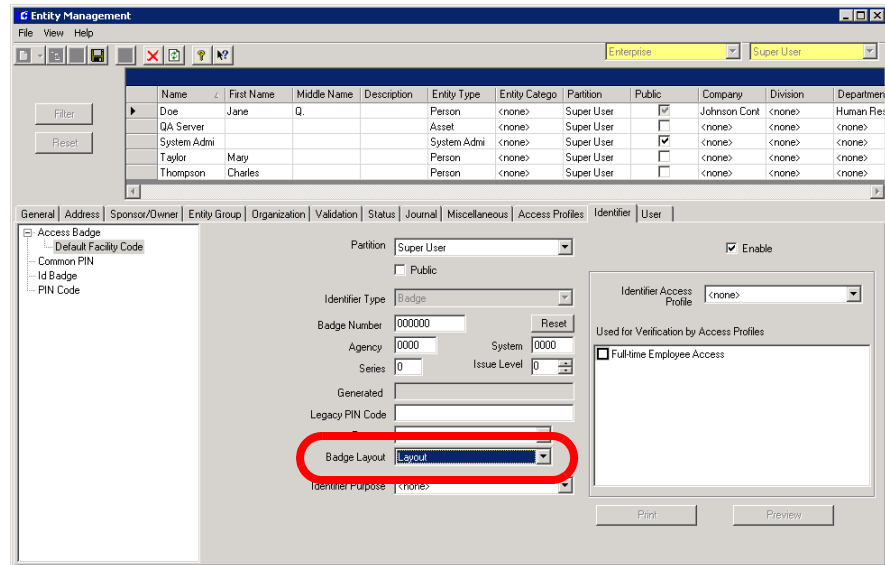 Entity Management
File View Help
Enterprise Super User
Filter
Reset
Name First Name Middle Name Description Entity Type Entity Catego Partition Public Company Division Departmen
Doe Jane Q. Person <none> Super User Johnson Cont <none> Human Res
QA Server Asset <none> Super User <none> <none> <none>
System Admi System Admi <none> Super User <none> <none> <none>
Taylor Mary Person <none> Super User <none> <none> <none>
Thompson Charles Person <none> Super User <none> <none> <none>
General Address Sponsor/Owner Entity Group Organization Validation Status Journal Miscellaneous Access Profiles Identifier User
Access Badge
Default Facility Code
Common PIN
Id Badge
PIN Code
Partition Super User
Public
Identifier Type Badge
Badge Number 000000 Reset
Agency 0000 System 0000
Series 0 Issue Level 0
Generated
Legacy PIN Code
Badge Layout Layout
Identifier Purpose <none>
Enable
Identifier Access
Profile <none>
Used for Verification by Access Profiles
Full-time Employee Access
Print Preview